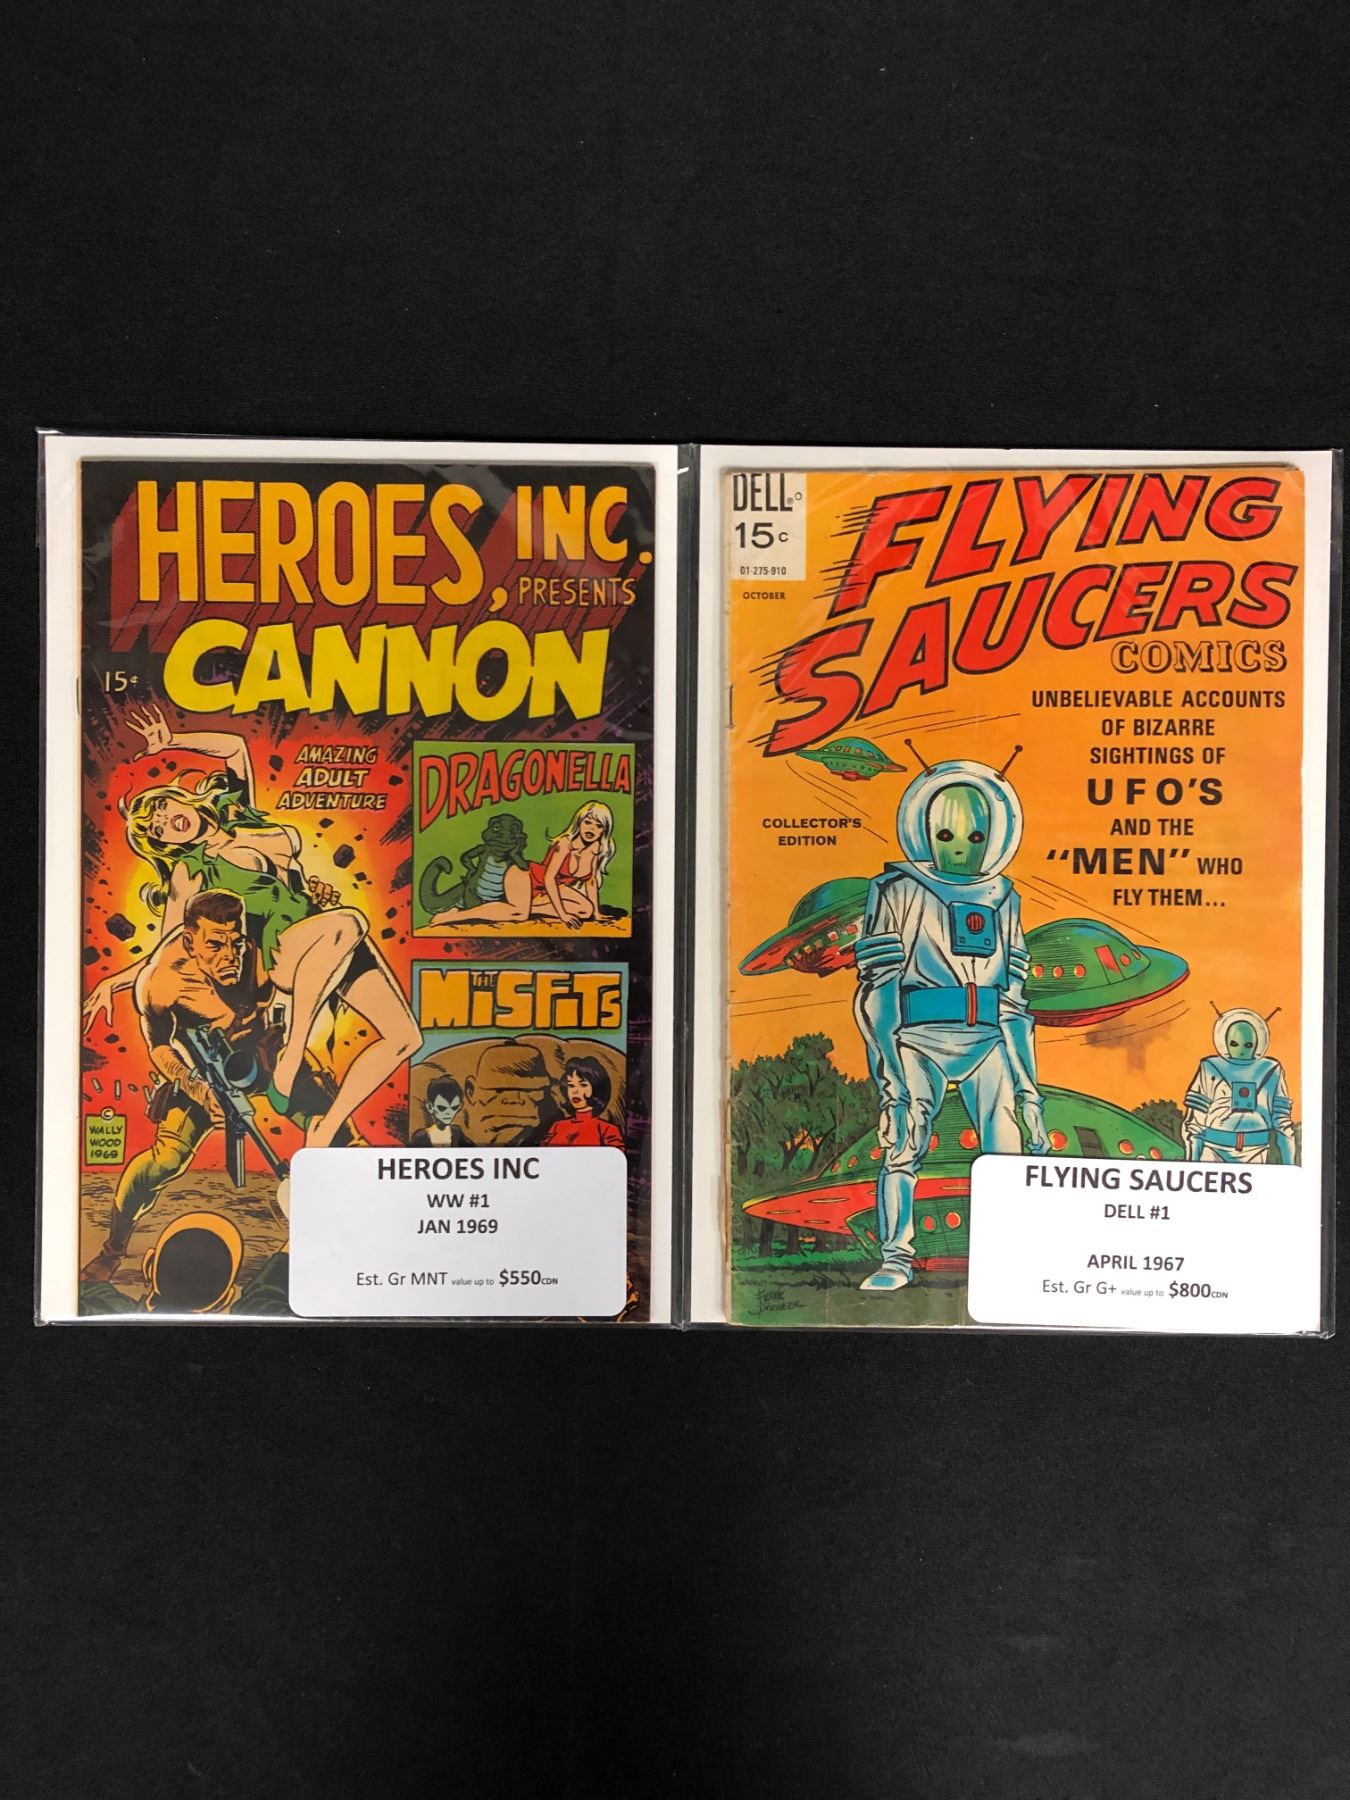 HEROES, INC.
PRESENTS
CANNON
15¢
AMAZING
ADULT
ADVENTURE
DRAGONELLA
THE
MISFITS
©
WALLY
WOOD
1969
HEROES INC
WW #1
JAN 1969
Est. Gr MNT value up to $550CDN
DELL®
15c
01-275-910
OCTOBER
FLYING
SAUCERS
COMICS
UNBELIEVABLE ACCOUNTS
OF BIZARRE
SIGHTINGS OF
UFO'S
AND THE
"MEN" WHO
FLY THEM...
COLLECTOR'S
EDITION
FRANK
SPRINGER
FLYING SAUCERS
DELL #1
APRIL 1967
Est. Gr G+ value up to $800CDN